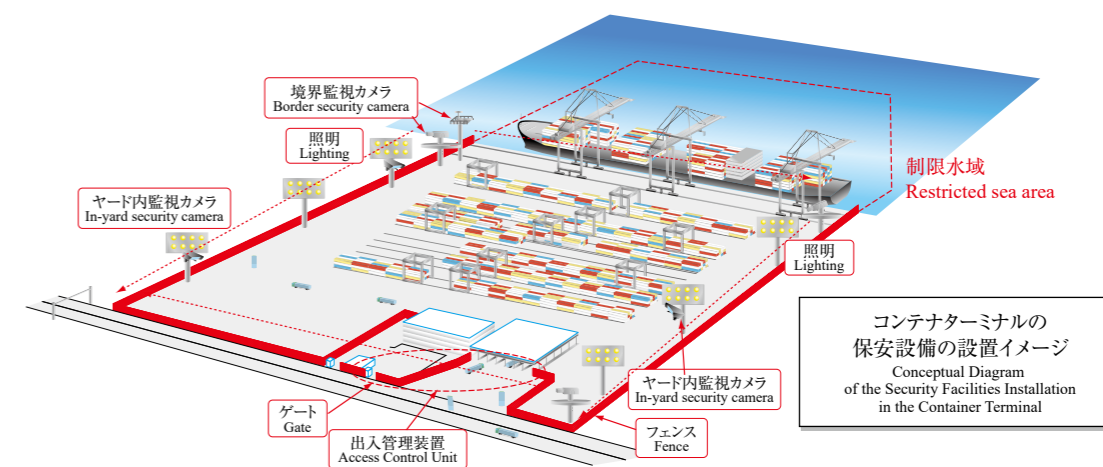 境界監視カメラ
Border security camera
照明
Lighting
ヤード内監視カメラ
In-yard security camera
制限水域
Restricted sea area
照明
Lighting
コンテナターミナルの
保安設備の設置イメージ
Conceptual Diagram
of the Security Facilities Installation
in the Container Terminal
ヤード内監視カメラ
In-yard security camera
ゲート
Gate
出入管理装置
Access Control Unit
フェンス
Fence